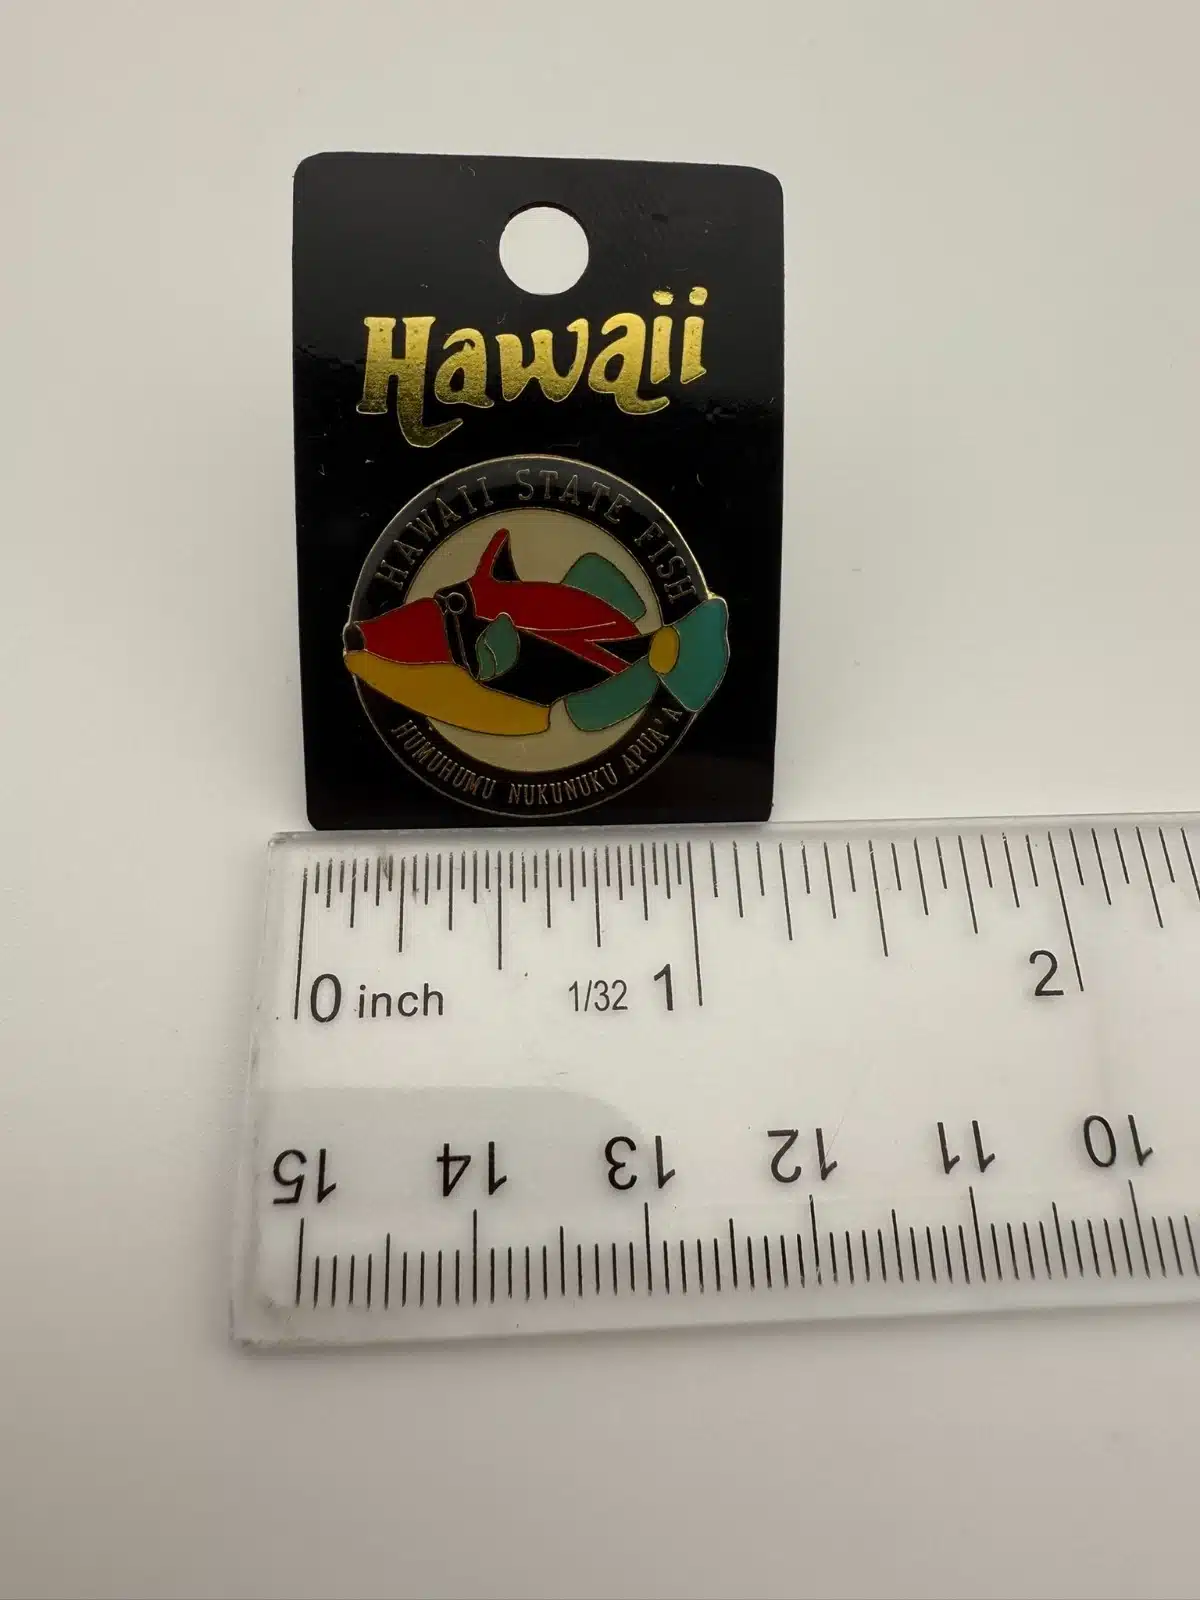 Hawaii
HAWAII STATE FISH
HUMUHUMU NUKUNUKU APUA'A
0 inch 1/32 1 2
15 14 13 12 11 10